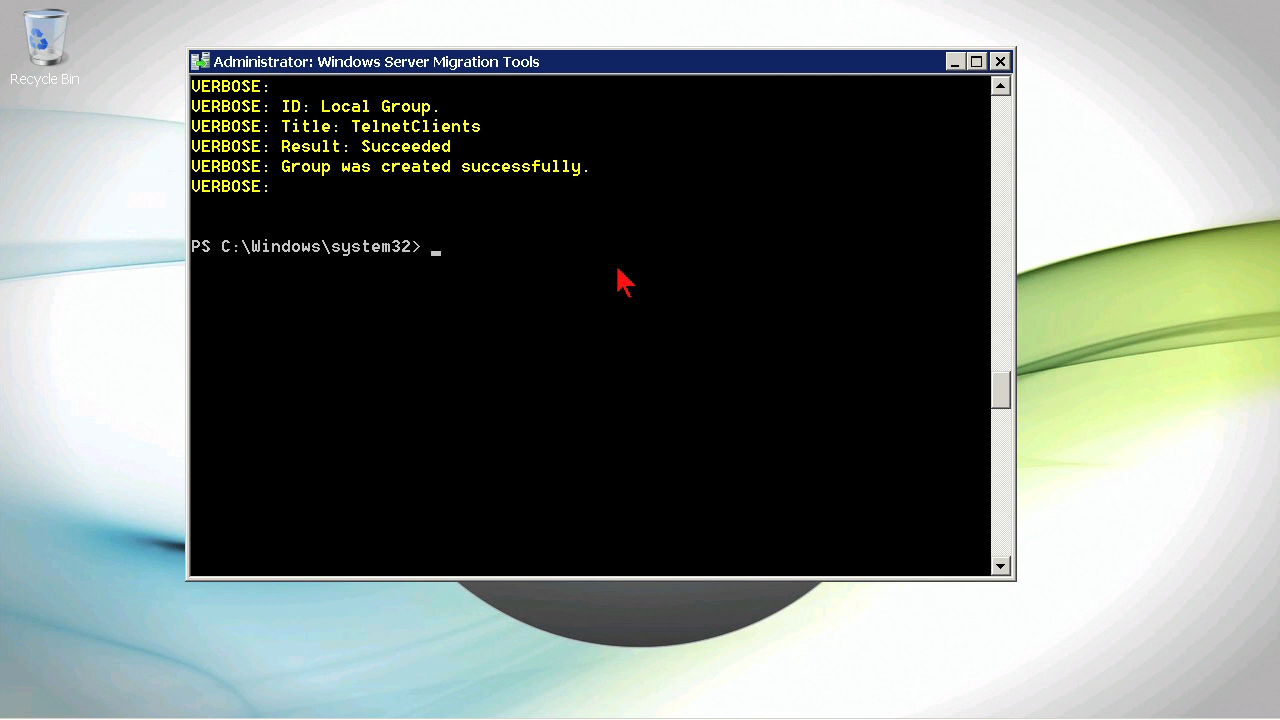 Recycle Bin
Administrator: Windows Server Migration Tools
VERBOSE:
VERBOSE: ID: Local Group.
VERBOSE: Title: TelnetClients
VERBOSE: Result: Succeeded
VERBOSE: Group was created successfully.
VERBOSE:
PS C:\Windows\system32> _